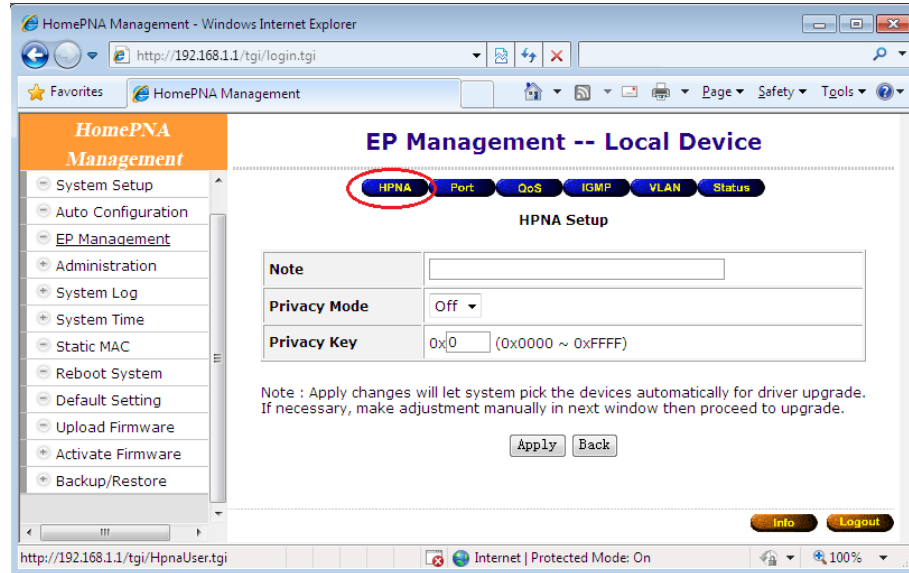 HomePNA Management - Windows Internet Explorer
http://192.168.1.1/tgi/login.tgi
Favorites
HomePNA Management
Page
Safety
Tools
HomePNA
Management
System Setup
Auto Configuration
EP Management
Administration
System Log
System Time
Static MAC
Reboot System
Default Setting
Upload Firmware
Activate Firmware
Backup/Restore
EP Management -- Local Device
HPNA Port QoS IGMP VLAN Status
HPNA Setup
Note
Privacy Mode Off
Privacy Key 0x0 (0x0000 ~ 0xFFFF)
Note : Apply changes will let system pick the devices automatically for driver upgrade.
If necessary, make adjustment manually in next window then proceed to upgrade.
Apply Back
Info Logout
http://192.168.1.1/tgi/HpnaUser.tgi
Internet | Protected Mode: On
100%